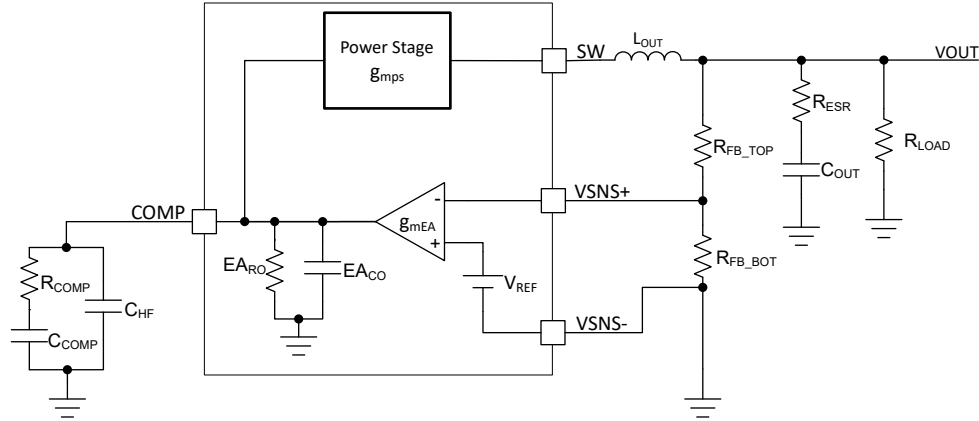 Power Stage
gmps
SW
LOUT
VOUT
RESR
RFB_TOP
COUT
RLOAD
COMP
VSNS+
-
gmEA
+
RFB_BOT
EARO
EACO
VREF
RCOMP
CHF
CCOMP
VSNS-